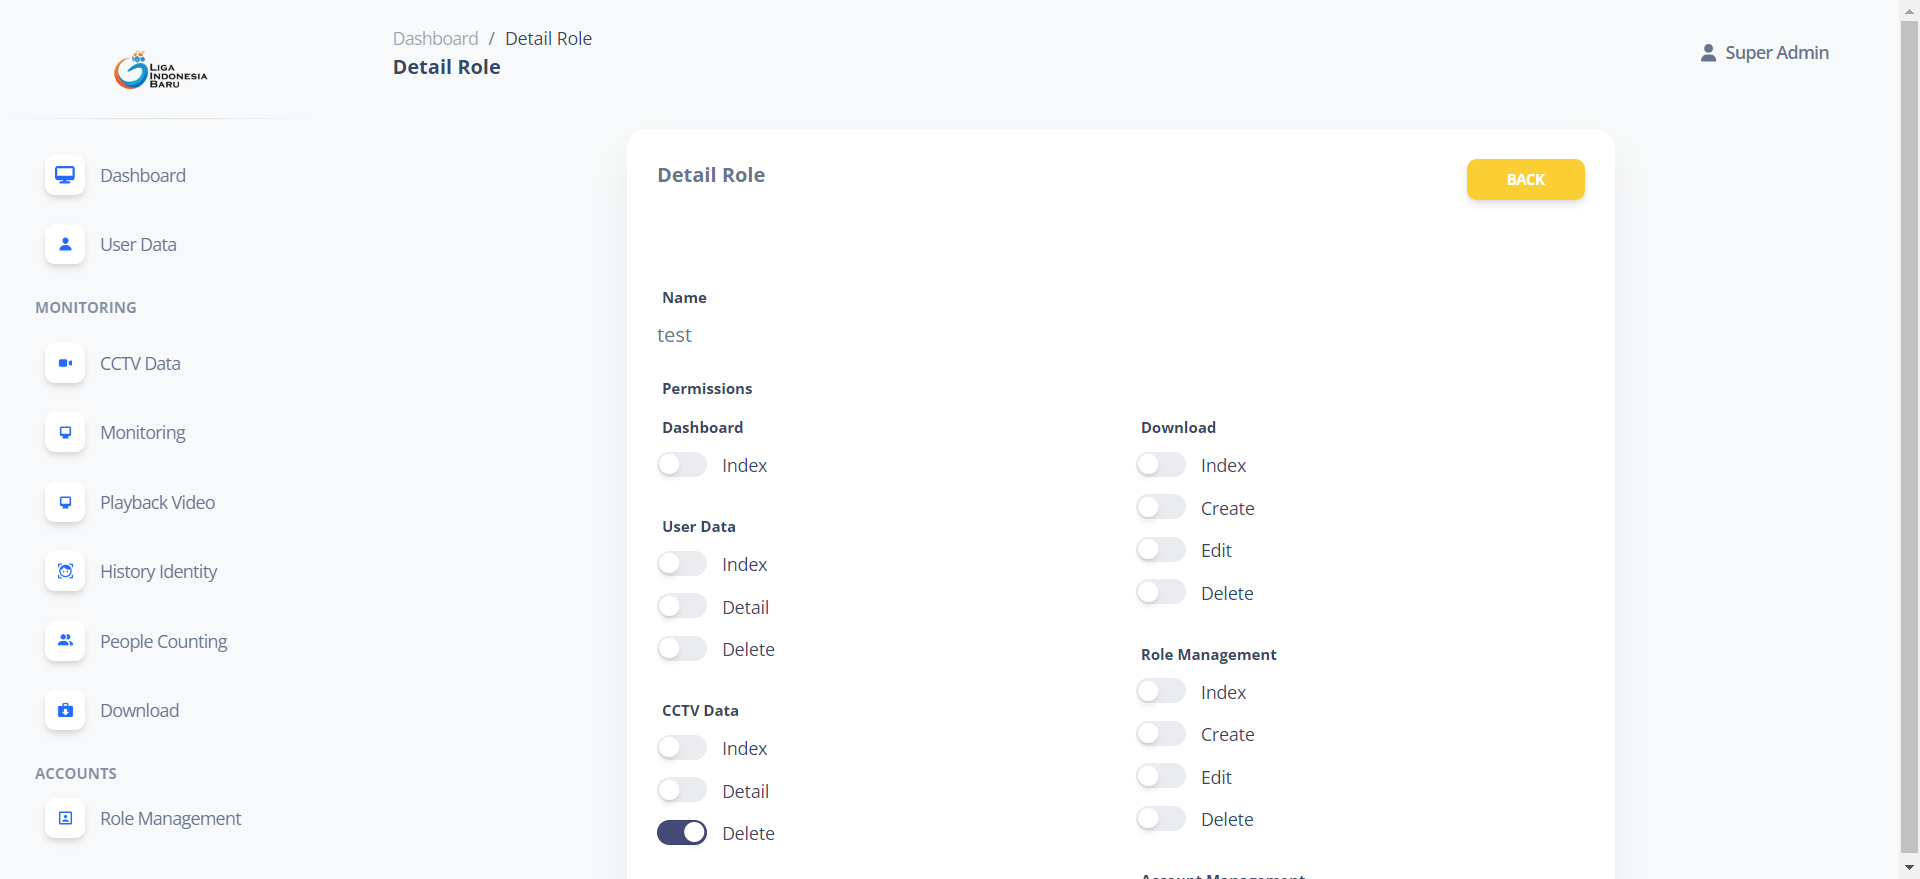 LIGA
INDONESIA
BARU
Dashboard / Detail Role
Detail Role
Super Admin
Dashboard
User Data
MONITORING
CCTV Data
Monitoring
Playback Video
History Identity
People Counting
Download
ACCOUNTS
Role Management
Detail Role
BACK
Name
test
Permissions
Dashboard
Index
User Data
Index
Detail
Delete
CCTV Data
Index
Detail
Delete
Download
Index
Create
Edit
Delete
Role Management
Index
Create
Edit
Delete
Account Management